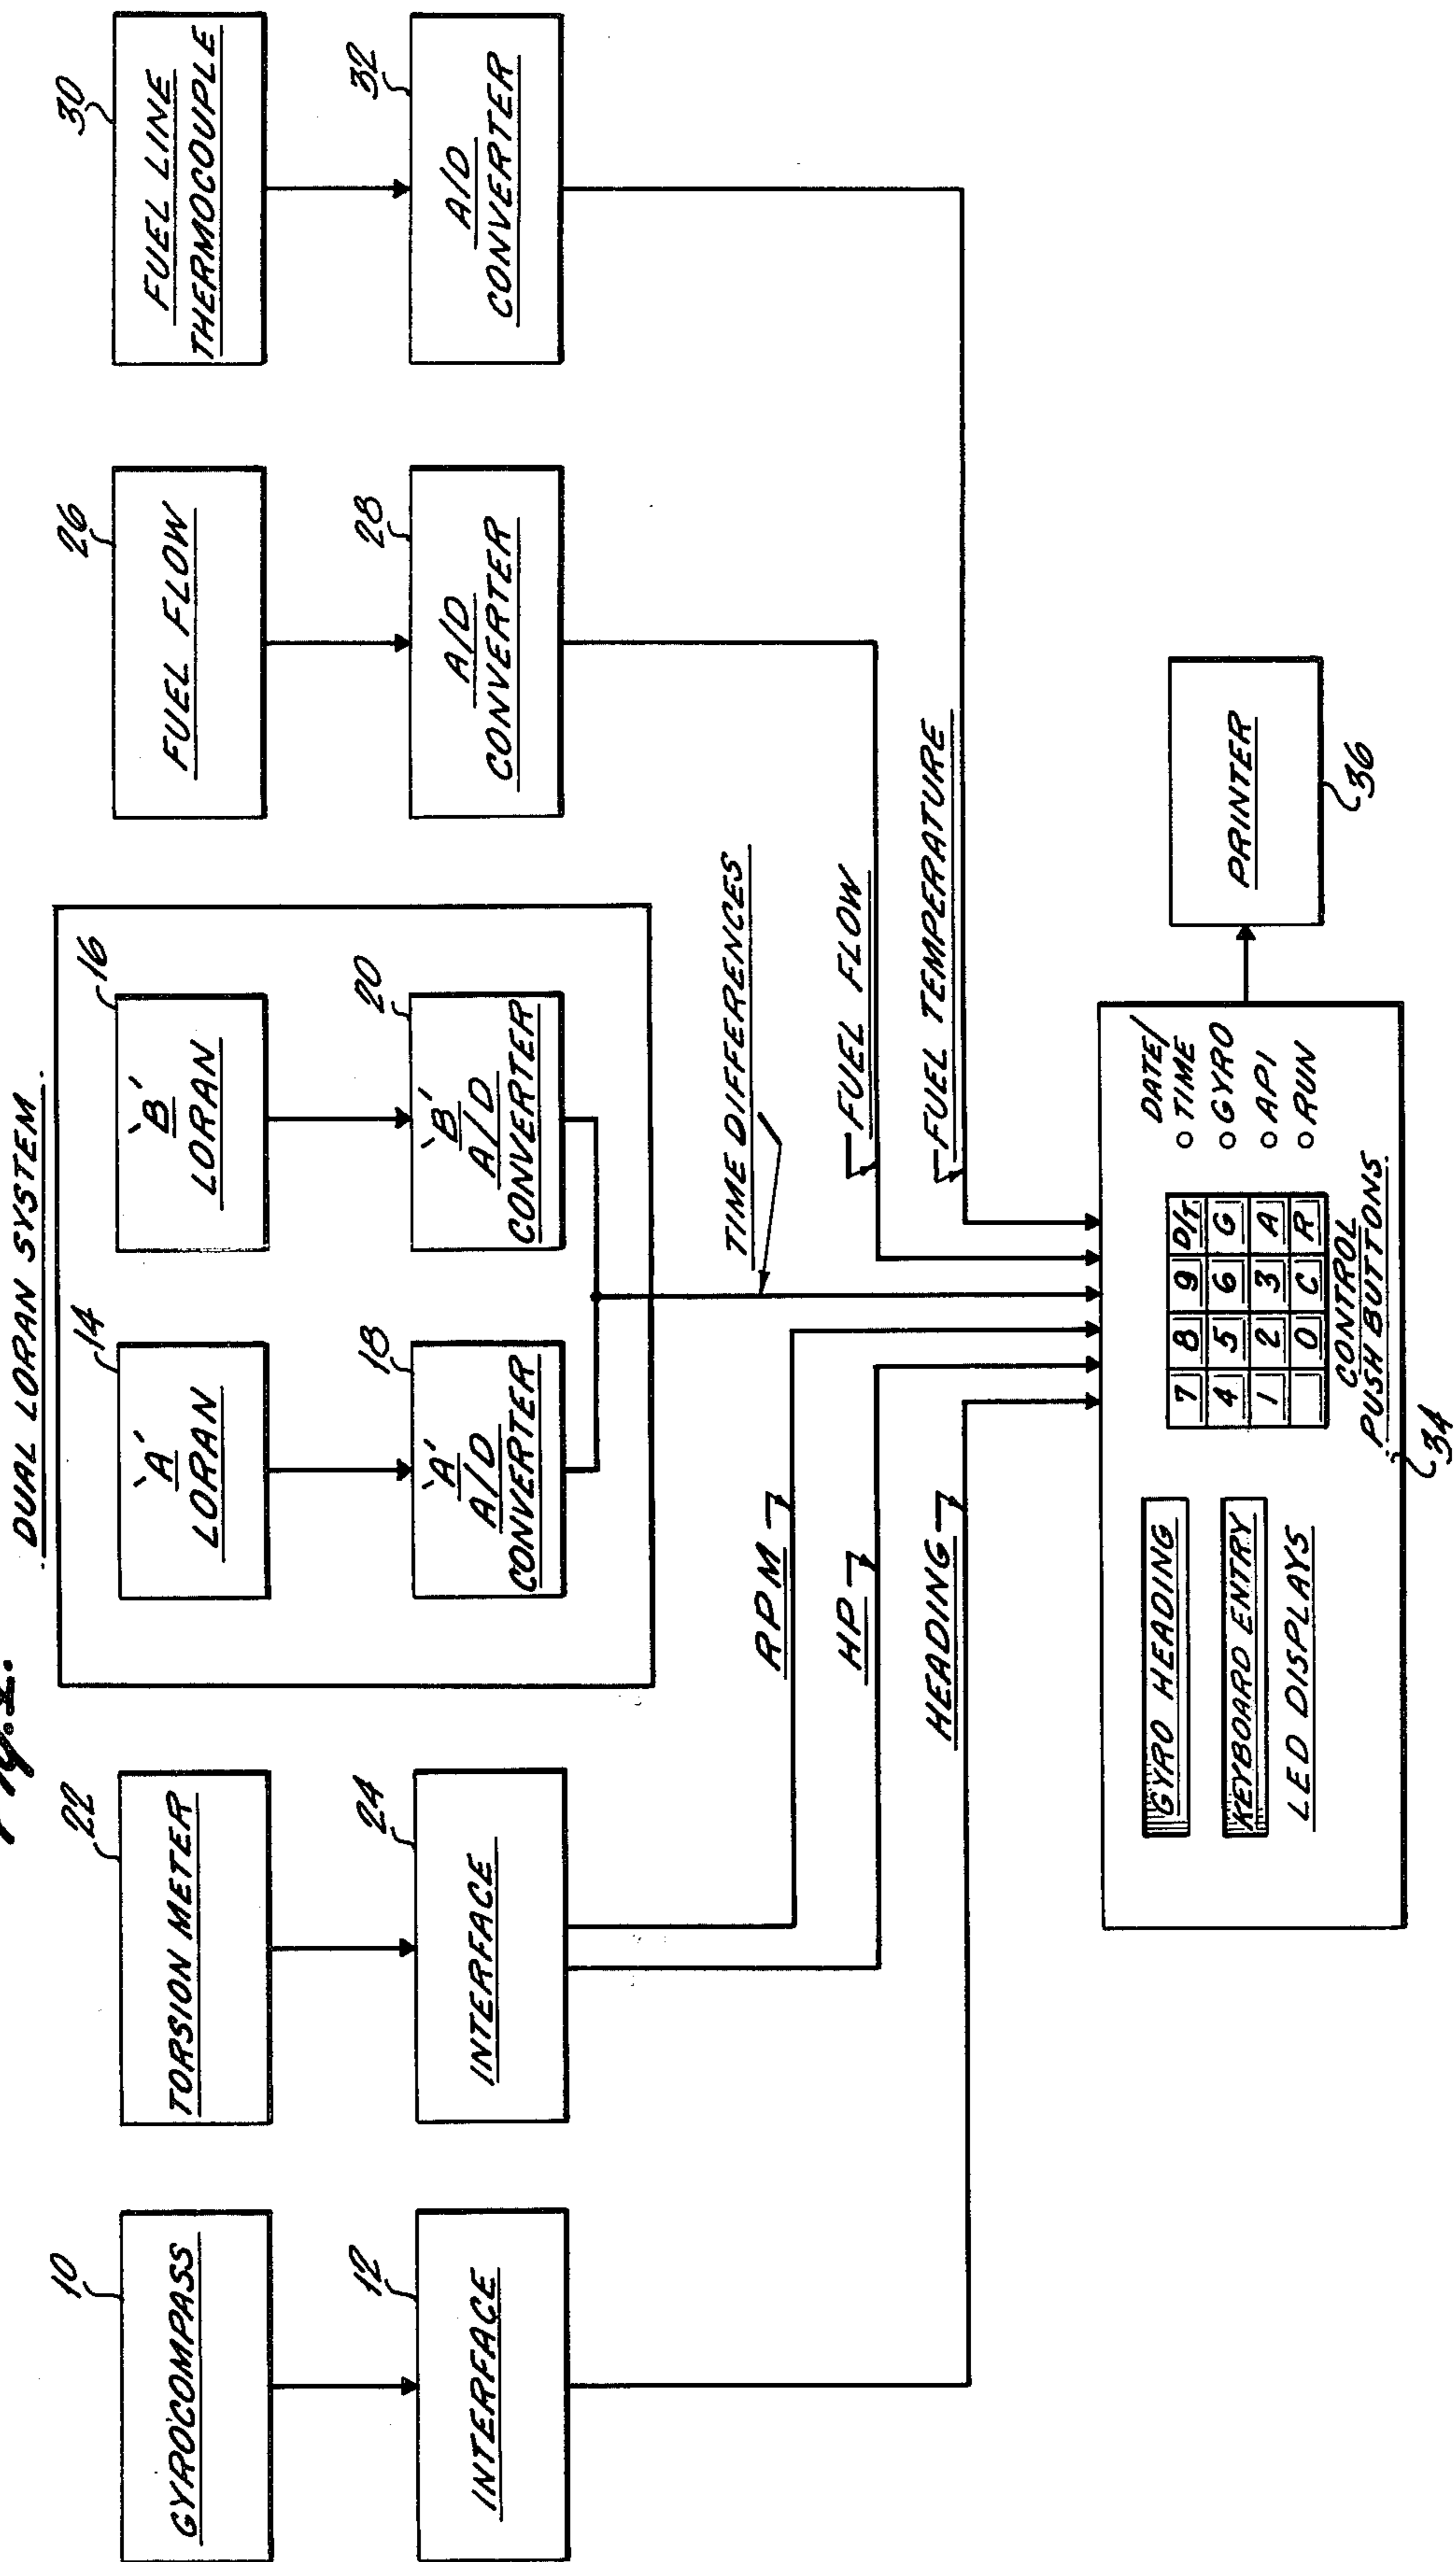 Fig. 2.
DUAL LORAN SYSTEM
10
GYROCOMPASS
22
TORSION METER
14
'A'
LORAN
16
'B'
LORAN
26
FUEL FLOW
30
FUEL LINE
THERMOCOUPLE
12
INTERFACE
24
INTERFACE
18
'A'
A/D
CONVERTER
20
'B'
A/D
CONVERTER
28
A/D
CONVERTER
32
A/D
CONVERTER
RPM
HP
HEADING
TIME DIFFERENCES
FUEL FLOW
FUEL TEMPERATURE
GYRO HEADING
KEYBOARD ENTRY
LED DISPLAYS
7 8 9 D/T
4 5 6 G
1 2 3 A
0 C R
CONTROL
PUSH BUTTONS
DATE/
TIME
GYRO
API
RUN
34
PRINTER
36